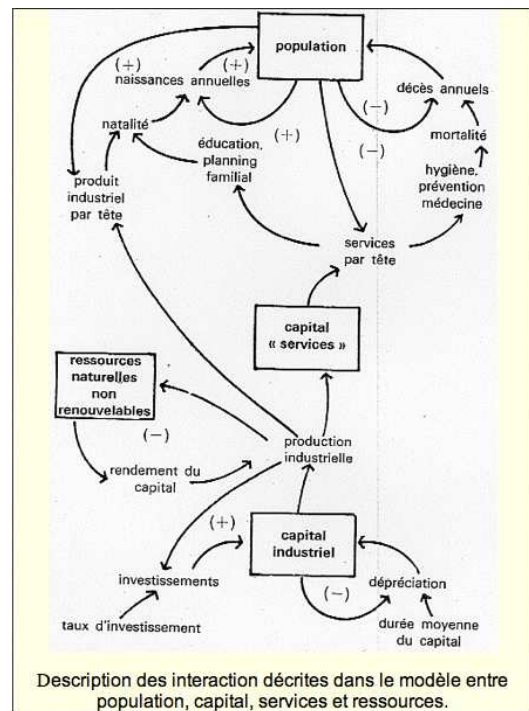 population
(+)
(+)
naissances annuelles
(−)
décès annuels
natalité
(+)
(−)
mortalité
éducation,
planning
familial
hygiène,
prévention
médecine
produit
industriel
par tête
services
par tête
capital
« services »
ressources
naturelles
non
renouvelables
(−)
production
industrielle
rendement du
capital
(+)
capital
industriel
investissements
(−)
dépréciation
taux d'investissement
durée moyenne
du capital
Description des interaction décrites dans le modèle entre
population, capital, services et ressources.